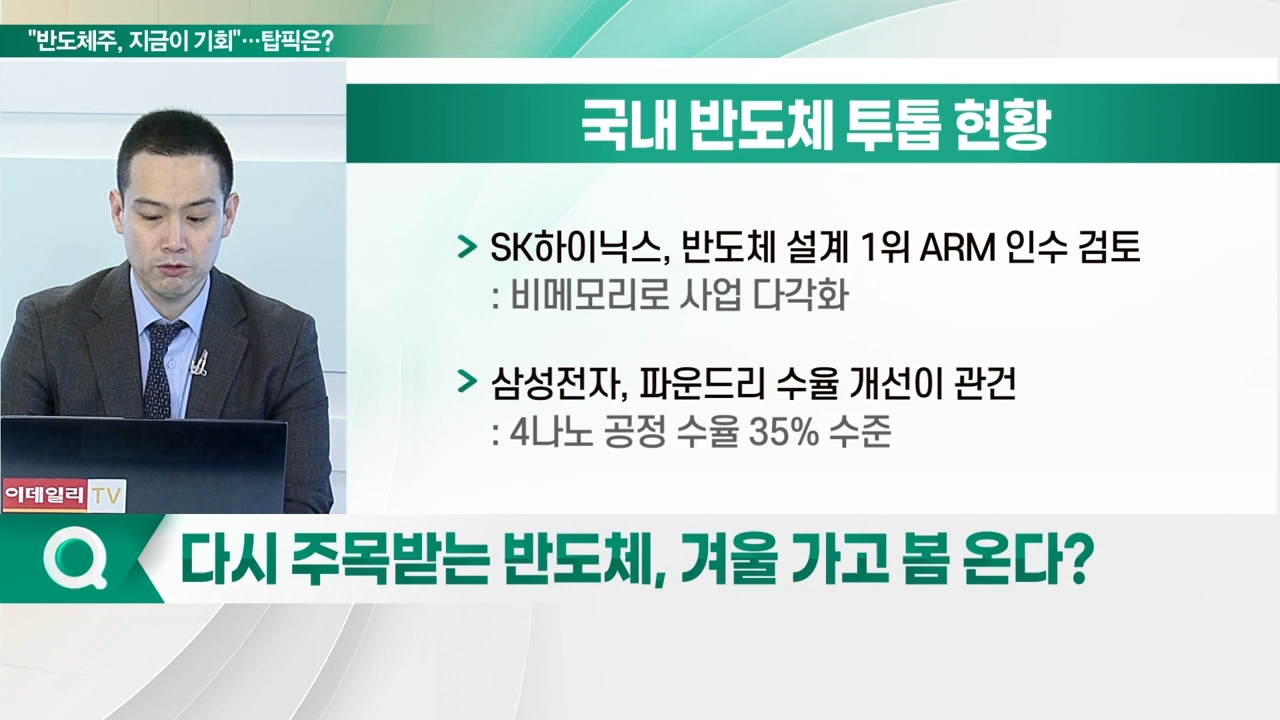 "반도체주, 지금이 기회"…탑픽은?
국내 반도체 투톱 현황
> SK하이닉스, 반도체 설계 1위 ARM 인수 검토
: 비메모리로 사업 다각화
> 삼성전자, 파운드리 수율 개선이 관건
: 4나노 공정 수율 35% 수준
이데일리 TV
Q 다시 주목받는 반도체, 겨울 가고 봄 온다?